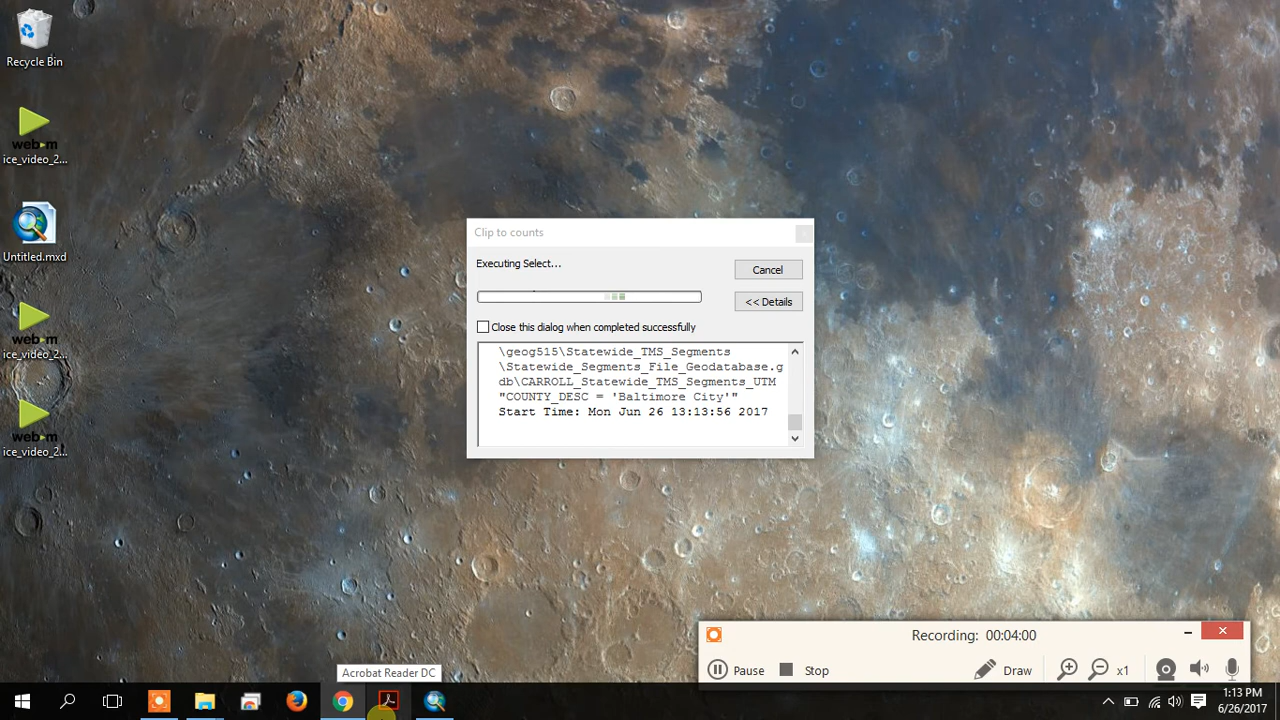 Recycle Bin
web m
ice_video_2...
Untitled.mxd
ice_video_2...
web m
ice_video_2...
Clip to counts
Executing Select...
Cancel
<< Details
Close this dialog when completed successfully
\geog515\Statewide_TMS_Segments
\Statewide_Segments_File_Geodatabase.g
db\CARROLL_Statewide_TMS_Segments_UTM
"COUNTY_DESC = 'Baltimore City'"
Start Time: Mon Jun 26 13:13:56 2017
Recording: 00:04:00
Pause
Stop
Draw
x1
Acrobat Reader DC
1:13 PM
6/26/2017